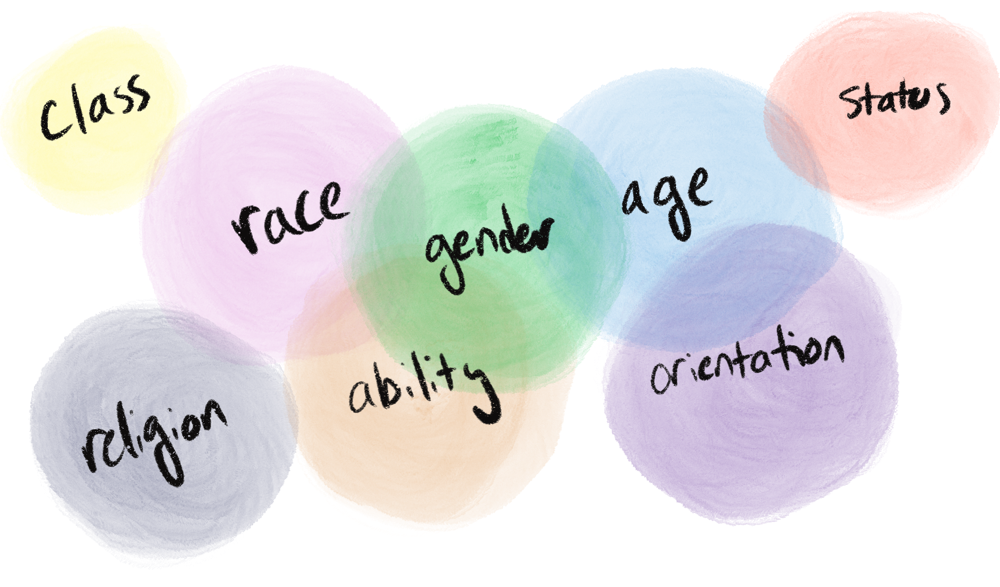 Class
status
race
age
gender
ability
orientation
religion